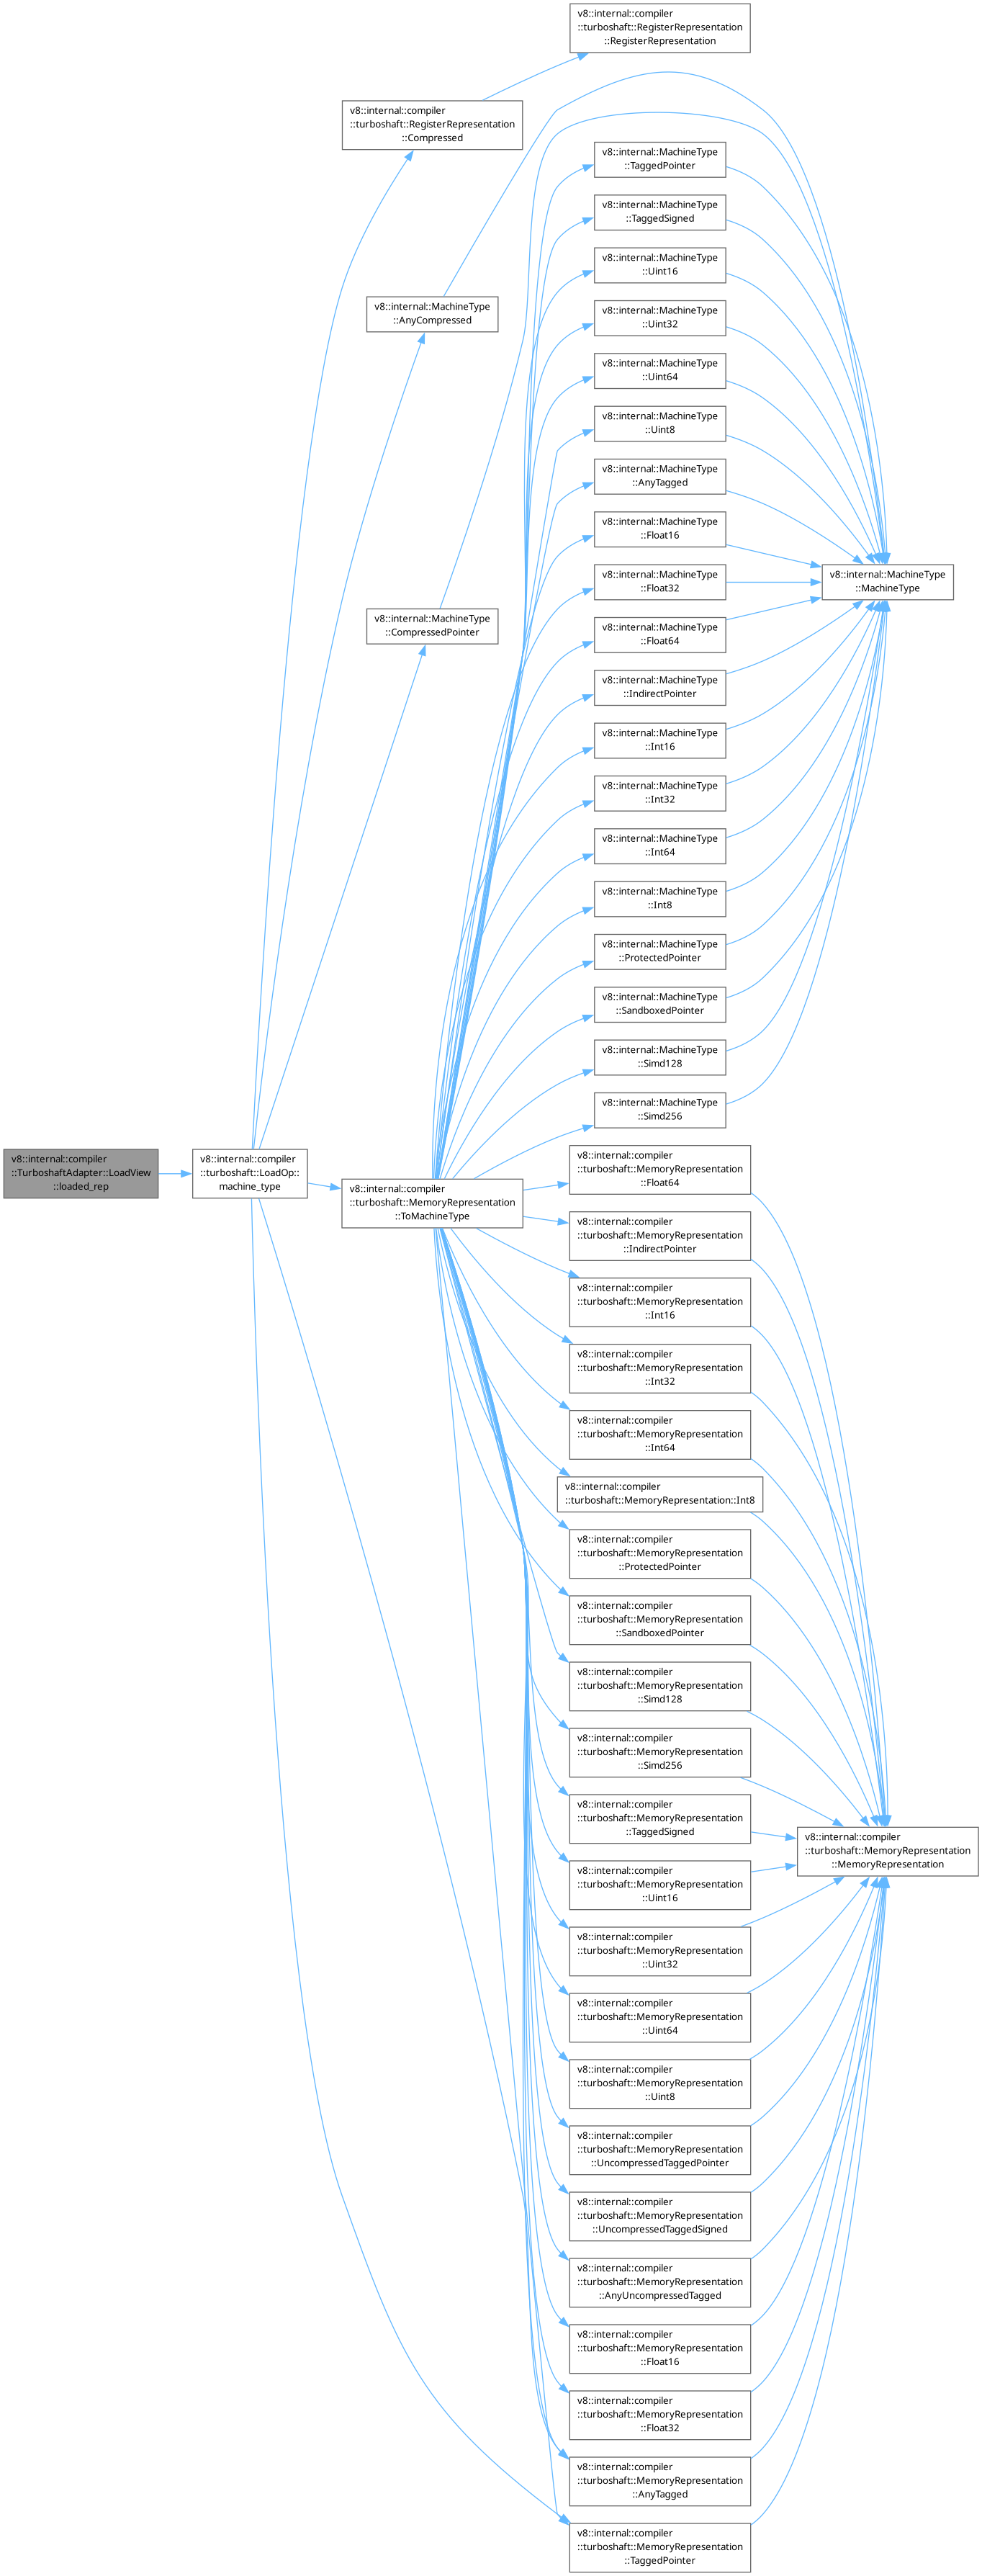 v8::internal::compiler
::turboshaft::RegisterRepresentation
::RegisterRepresentation
v8::internal::compiler
::turboshaft::RegisterRepresentation
::Compressed
v8::internal::MachineType
::TaggedPointer
v8::internal::MachineType
::TaggedSigned
v8::internal::MachineType
::Uint16
v8::internal::MachineType
::AnyCompressed
v8::internal::MachineType
::Uint32
v8::internal::MachineType
::Uint64
v8::internal::MachineType
::Uint8
v8::internal::MachineType
::AnyTagged
v8::internal::MachineType
::Float16
v8::internal::MachineType
::Float32
v8::internal::MachineType
::MachineType
v8::internal::MachineType
::CompressedPointer
v8::internal::MachineType
::Float64
v8::internal::MachineType
::IndirectPointer
v8::internal::MachineType
::Int16
v8::internal::MachineType
::Int32
v8::internal::MachineType
::Int64
v8::internal::MachineType
::Int8
v8::internal::MachineType
::ProtectedPointer
v8::internal::MachineType
::SandboxedPointer
v8::internal::MachineType
::Simd128
v8::internal::MachineType
::Simd256
v8::internal::compiler
::TurboshaftAdapter::LoadView
::loaded_rep
v8::internal::compiler
::turboshaft::LoadOp::
machine_type
v8::internal::compiler
::turboshaft::MemoryRepresentation
::ToMachineType
v8::internal::compiler
::turboshaft::MemoryRepresentation
::Float64
v8::internal::compiler
::turboshaft::MemoryRepresentation
::IndirectPointer
v8::internal::compiler
::turboshaft::MemoryRepresentation
::Int16
v8::internal::compiler
::turboshaft::MemoryRepresentation
::Int32
v8::internal::compiler
::turboshaft::MemoryRepresentation
::Int64
v8::internal::compiler
::turboshaft::MemoryRepresentation::Int8
v8::internal::compiler
::turboshaft::MemoryRepresentation
::ProtectedPointer
v8::internal::compiler
::turboshaft::MemoryRepresentation
::SandboxedPointer
v8::internal::compiler
::turboshaft::MemoryRepresentation
::Simd128
v8::internal::compiler
::turboshaft::MemoryRepresentation
::Simd256
v8::internal::compiler
::turboshaft::MemoryRepresentation
::TaggedSigned
v8::internal::compiler
::turboshaft::MemoryRepresentation
::MemoryRepresentation
v8::internal::compiler
::turboshaft::MemoryRepresentation
::Uint16
v8::internal::compiler
::turboshaft::MemoryRepresentation
::Uint32
v8::internal::compiler
::turboshaft::MemoryRepresentation
::Uint64
v8::internal::compiler
::turboshaft::MemoryRepresentation
::Uint8
v8::internal::compiler
::turboshaft::MemoryRepresentation
::UncompressedTaggedPointer
v8::internal::compiler
::turboshaft::MemoryRepresentation
::UncompressedTaggedSigned
v8::internal::compiler
::turboshaft::MemoryRepresentation
::AnyUncompressedTagged
v8::internal::compiler
::turboshaft::MemoryRepresentation
::Float16
v8::internal::compiler
::turboshaft::MemoryRepresentation
::Float32
v8::internal::compiler
::turboshaft::MemoryRepresentation
::AnyTagged
v8::internal::compiler
::turboshaft::MemoryRepresentation
::TaggedPointer